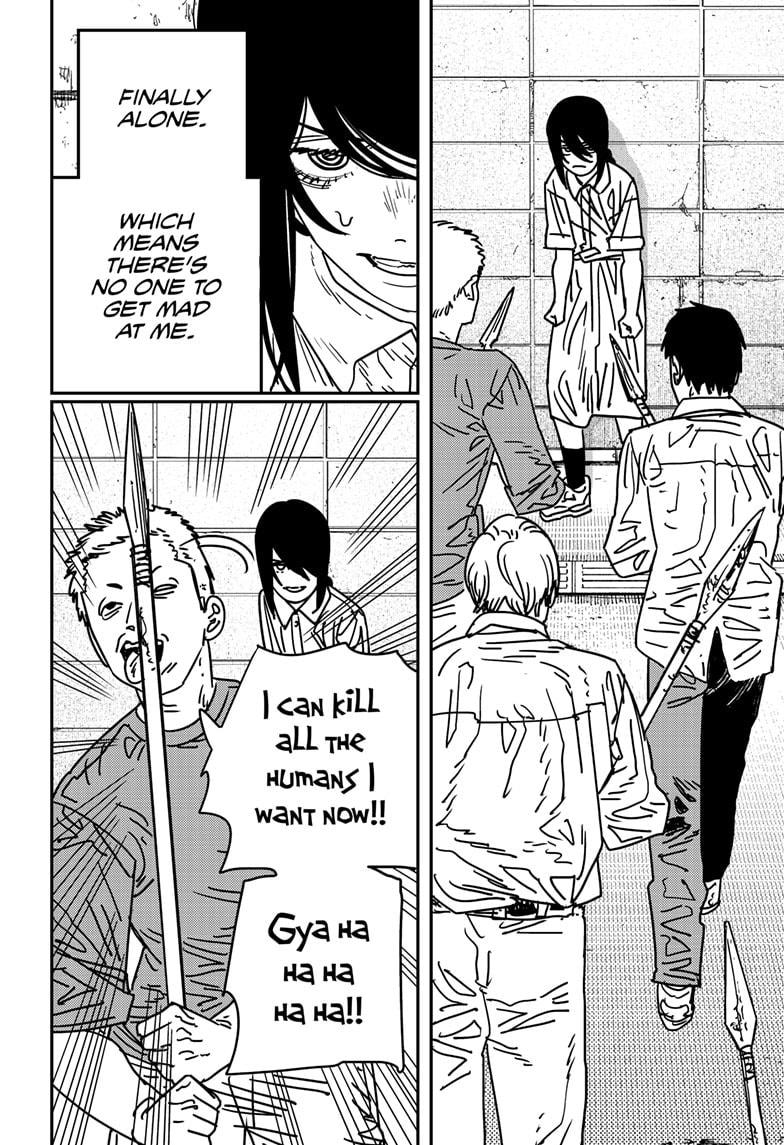 FINALLY
ALONE.
WHICH
MEANS
THERE'S
NO ONE TO
GET MAD
AT ME.
I CAN KILL
ALL THE
HUMANS I
WANT NOW!!
GYA HA
HA HA
HA HA!!